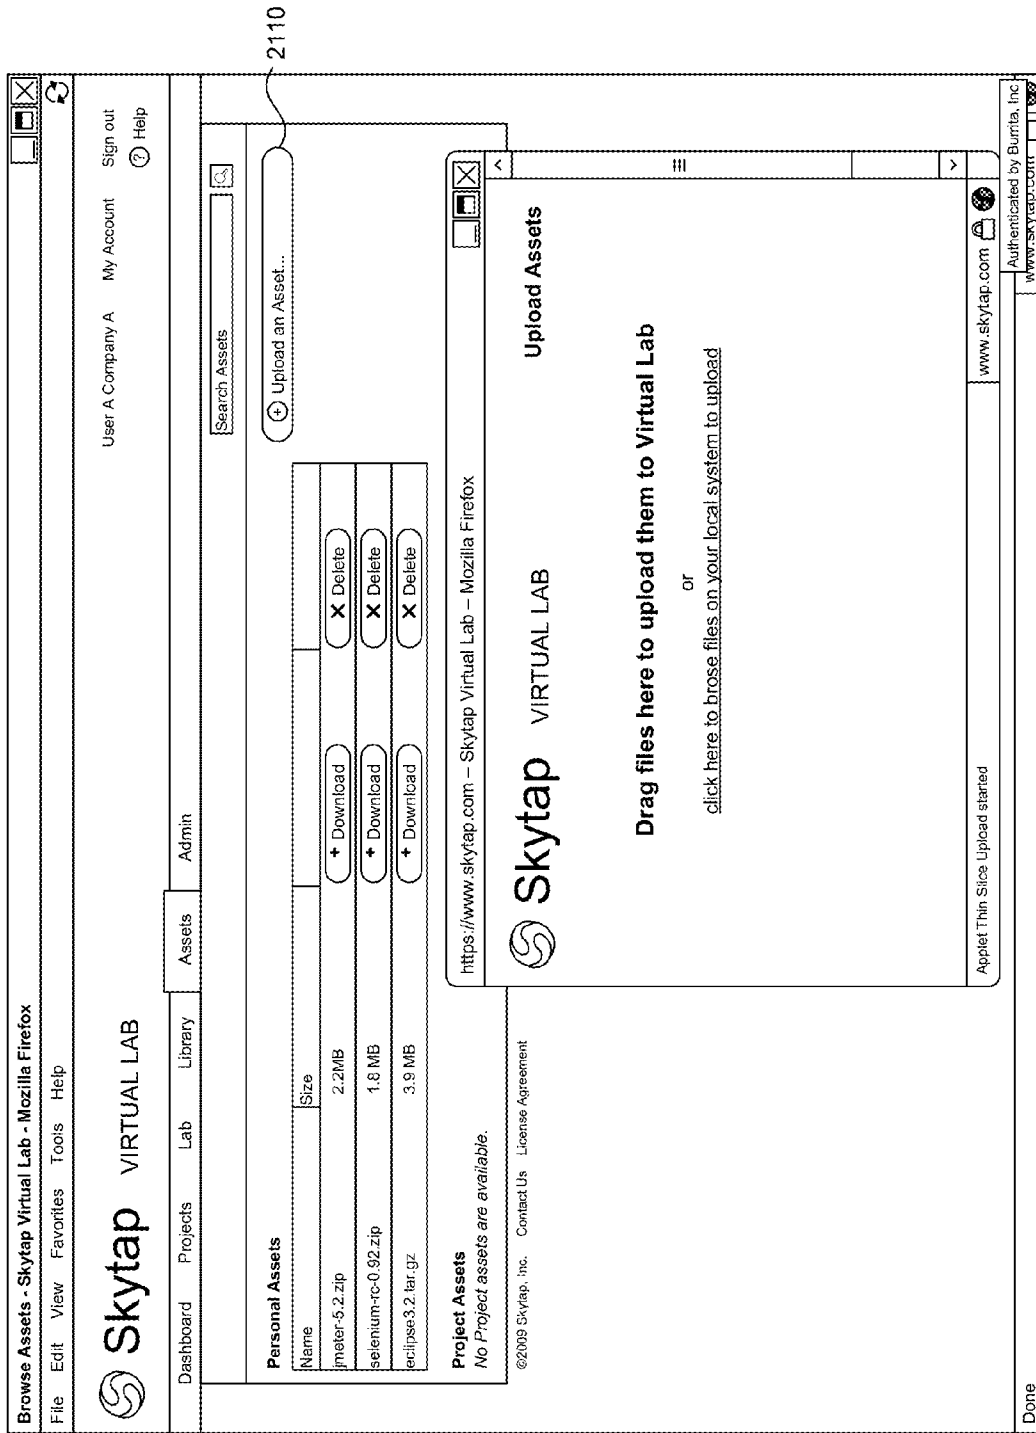 Browse Assets - Skytap Virtual Lab - Mozilla Firefox
File Edit View Favorites Tools Help
Skytap VIRTUAL LAB
User A Company A My Account Sign out
? Help
Dashboard Projects Lab Library Assets Admin
Search Assets
Personal Assets
Upload an Asset...
2110
Name Size
jmeter-5.2.zip 2.2MB + Download X Delete
selenium-rc-0.92.zip 1.8 MB + Download X Delete
eclipse3.2.tar.gz 3.9 MB + Download X Delete
Project Assets
No Project assets are available.
©2009 Skytap, Inc. Contact Us License Agreement
https://www.skytap.com – Skytap Virtual Lab – Mozilla Firefox
Skytap VIRTUAL LAB Upload Assets
Drag files here to upload them to Virtual Lab
or
click here to brose files on your local system to upload
Applet Thin Slice Upload started
www.skytap.com
Authenticated by Burrita, Inc
Done
www.skytap.com